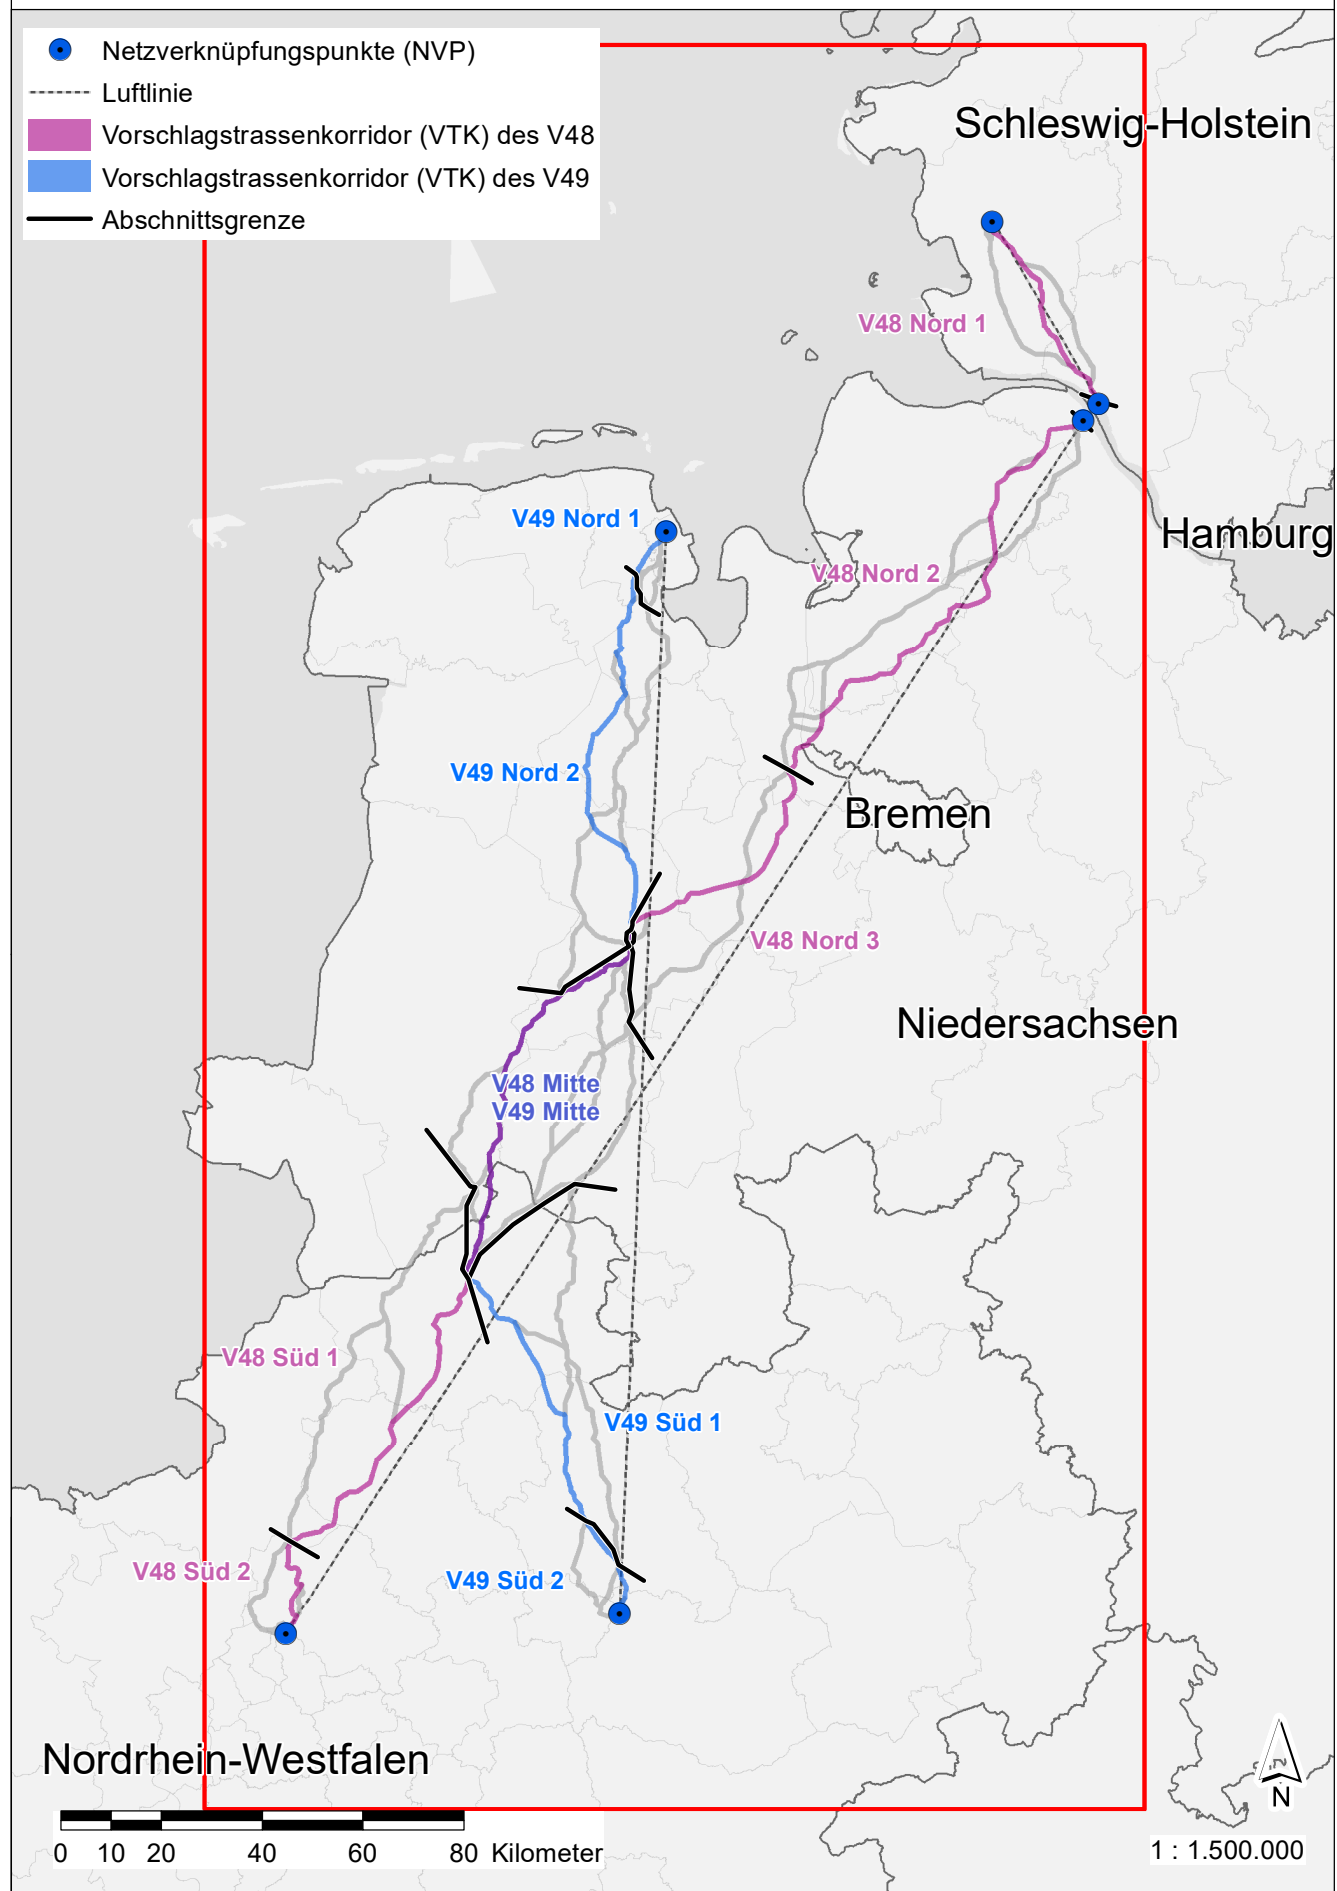 Netzverknüpfungspunkte (NVP)
Luftlinie
Vorschlagstrassenkorridor (VTK) des V48
Vorschlagstrassenkorridor (VTK) des V49
Abschnittsgrenze
Schleswig-Holstein
V48 Nord 1
V49 Nord 1
Hamburg
V48 Nord 2
V49 Nord 2
Bremen
V48 Nord 3
Niedersachsen
V48 Mitte
V49 Mitte
V48 Süd 1
V49 Süd 1
V48 Süd 2
V49 Süd 2
Nordrhein-Westfalen
N
0 10 20 40 60 80 Kilometer
1 : 1.500.000